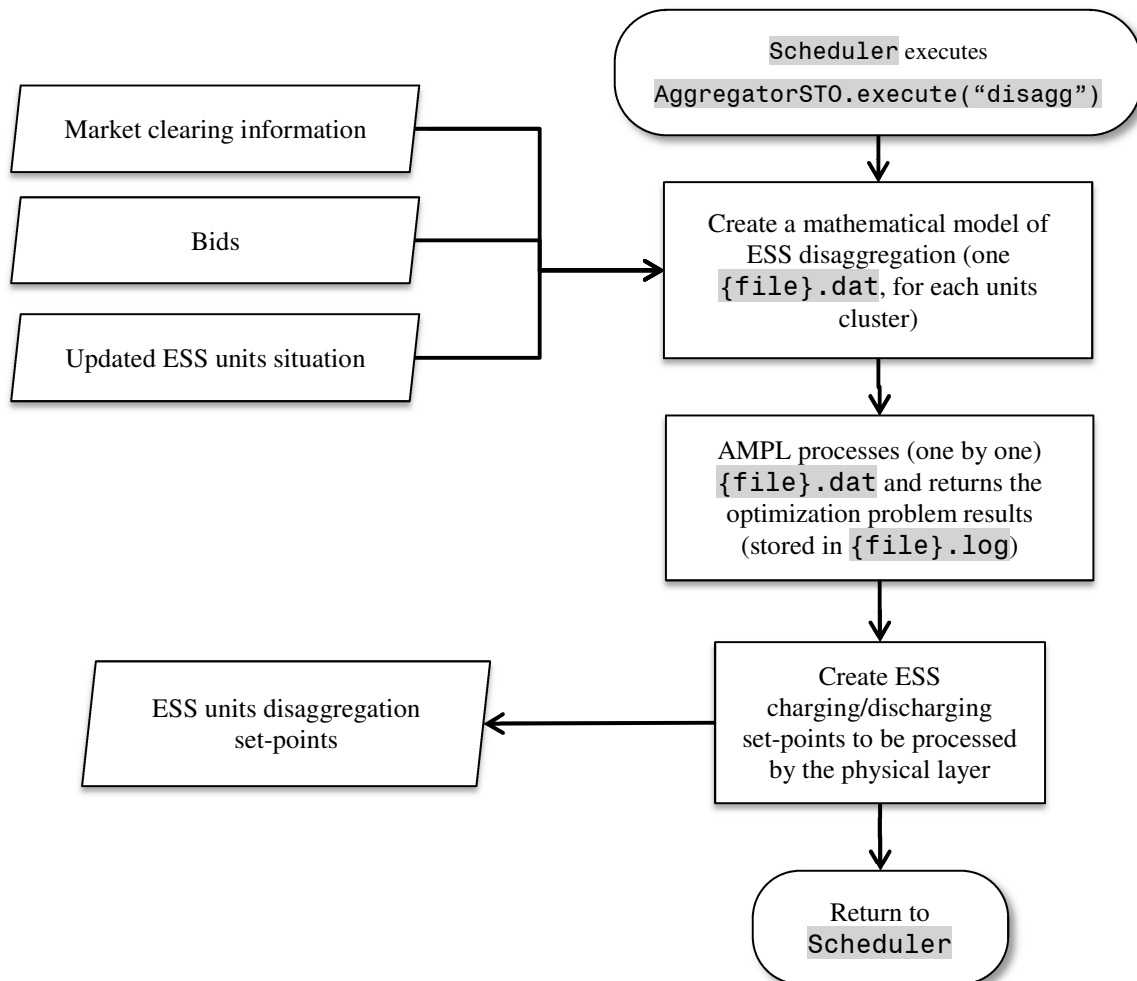 Scheduler executes
AggregatorSTO.execute(“disagg”)
Market clearing information
Bids
Updated ESS units situation
Create a mathematical model of
ESS disaggregation (one
{file}.dat, for each units
cluster)
AMPL processes (one by one)
{file}.dat and returns the
optimization problem results
(stored in {file}.log)
Create ESS
charging/discharging
set-points to be processed
by the physical layer
ESS units disaggregation
set-points
Return to
Scheduler